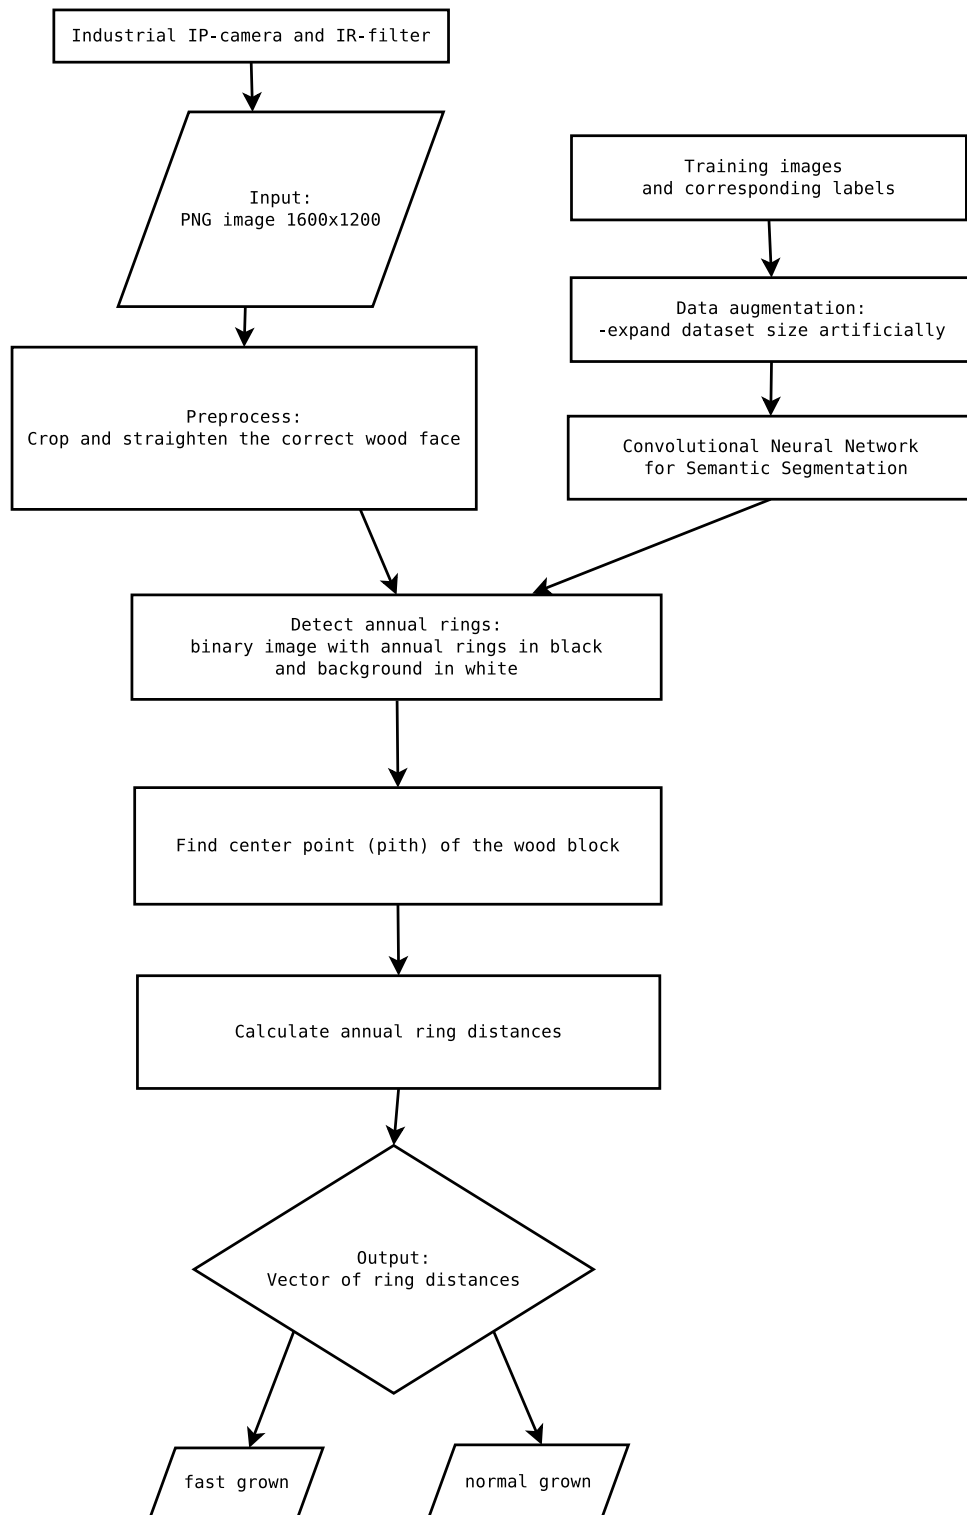 Industrial IP-camera and IR-filter
Input:
PNG image 1600x1200
Training images
and corresponding labels
Data augmentation:
-expand dataset size artificially
Preprocess:
Crop and straighten the correct wood face
Convolutional Neural Network
for Semantic Segmentation
Detect annual rings:
binary image with annual rings in black
and background in white
Find center point (pith) of the wood block
Calculate annual ring distances
Output:
Vector of ring distances
fast grown
normal grown